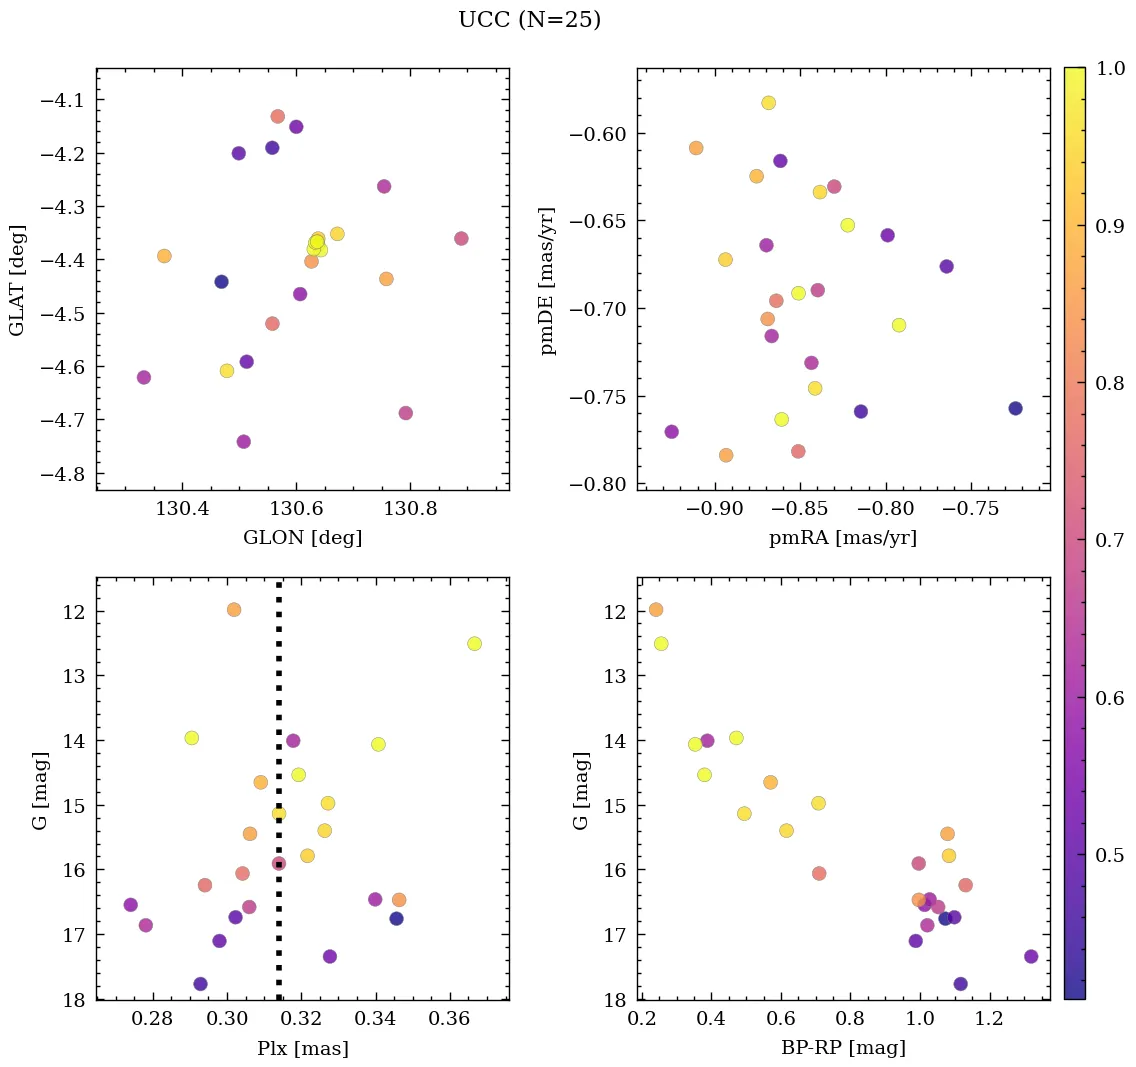 UCC (N=25)
−4.1
−4.2
−4.3
−4.4
−4.5
−4.6
−4.7
−4.8
GLAT [deg]
130.4 130.6 130.8
GLON [deg]
−0.60
−0.65
−0.70
−0.75
−0.80
pmDE [mas/yr]
−0.90 −0.85 −0.80 −0.75
pmRA [mas/yr]
12
13
14
15
16
17
18
G [mag]
0.28 0.30 0.32 0.34 0.36
Plx [mas]
12
13
14
15
16
17
18
G [mag]
0.2 0.4 0.6 0.8 1.0 1.2
BP-RP [mag]
1.0
0.9
0.8
0.7
0.6
0.5